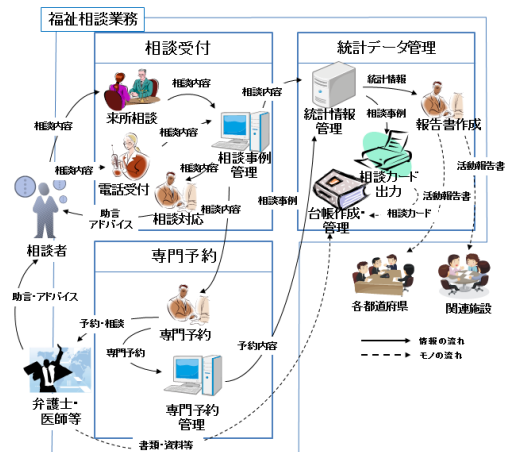 福祉相談業務
相談受付
統計データ管理
相談内容
来所相談
相談内容
相談内容
相談内容
電話受付
相談内容
相談事例
管理
相談内容
相談対応
助言
アドバイス
相談内容
相談者
統計情報
統計情報
管理
相談事例
報告書作成
相談カード
出力
活動報告書
相談事例
台帳作成・
管理
相談カード
活動報告書
各都道府県
関連施設
専門予約
予約・相談
専門予約
専門予約
専門予約
管理
予約内容
助言・アドバイス
弁護士・
医師等
書類・資料等
情報の流れ
モノの流れ